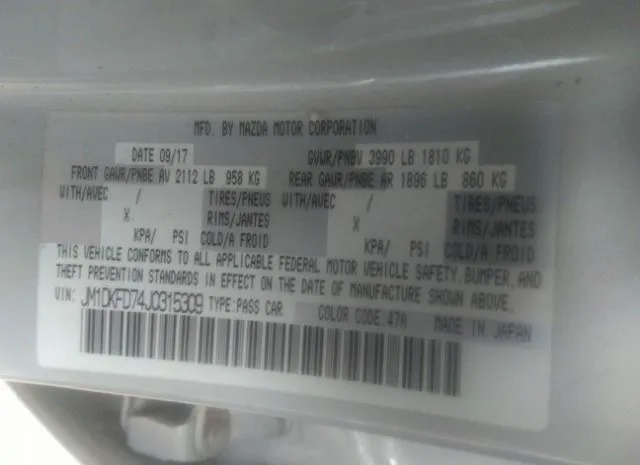 MFD. BY MAZDA MOTOR CORPORATION
DATE 09/17 GVWR/PNBV 3990 LB 1810 KG
FRONT GAWR/PNBE AV 2112 LB 958 KG REAR GAWR/PNBE AR 1896 LB 860 KG
WITH/AVEC / TIRES/PNEUS WITH/AVEC / TIRES/PNEUS
X RIMS/JANTES X RIMS/JANTES
KPA/ PSI COLD/A FROID KPA/ PSI COLD/A FROID
THIS VEHICLE CONFORMS TO ALL APPLICABLE FEDERAL MOTOR VEHICLE SAFETY, BUMPER, AND
THEFT PREVENTION STANDARDS IN EFFECT ON THE DATE OF MANUFACTURE SHOWN ABOVE.
VIN: JM1DKFD74J0315309 TYPE:PASS CAR COLOR CODE:47A MADE IN JAPAN